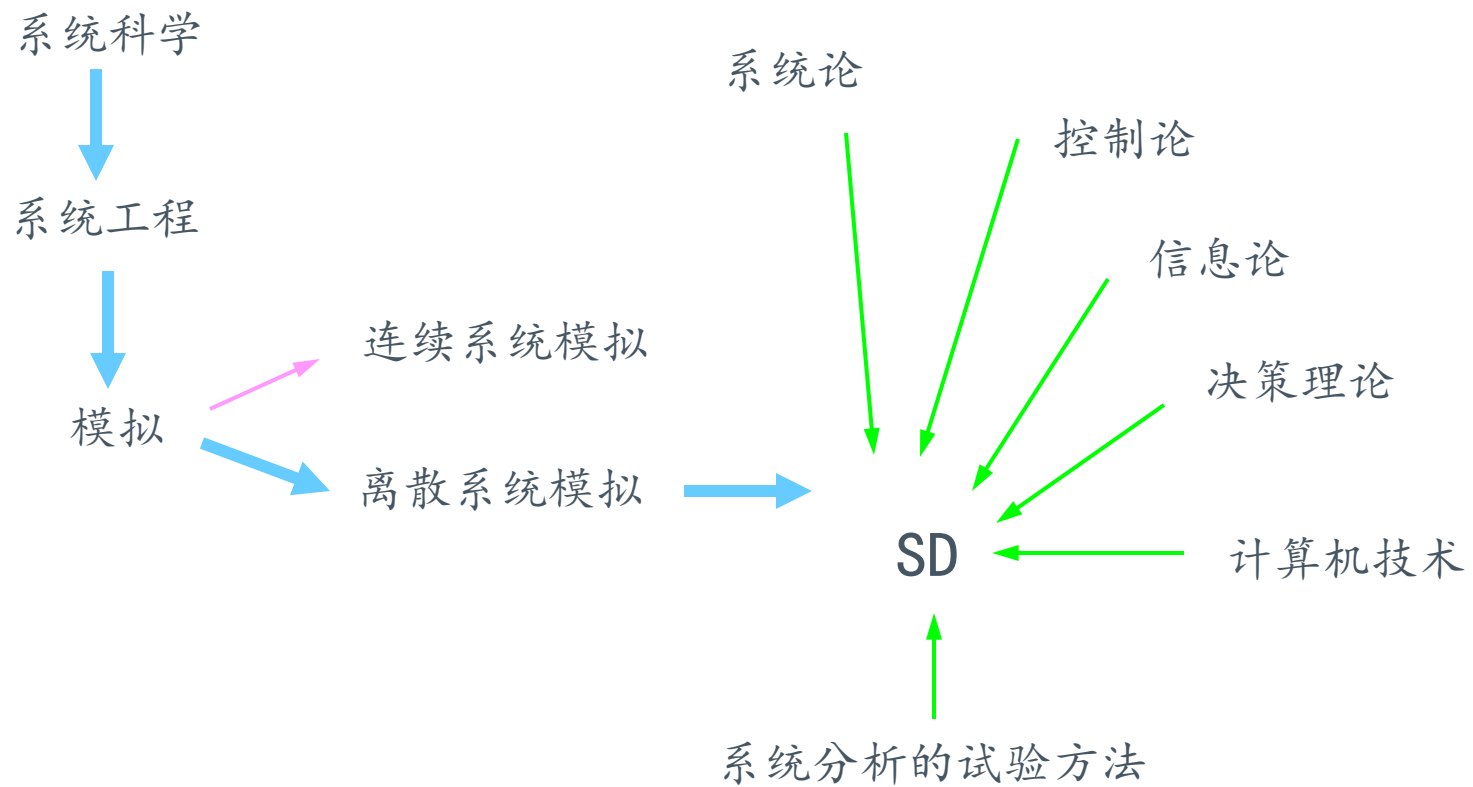 系统科学
系统论
控制论
系统工程
信息论
连续系统模拟
决策理论
模拟
离散系统模拟
SD
计算机技术
系统分析的试验方法